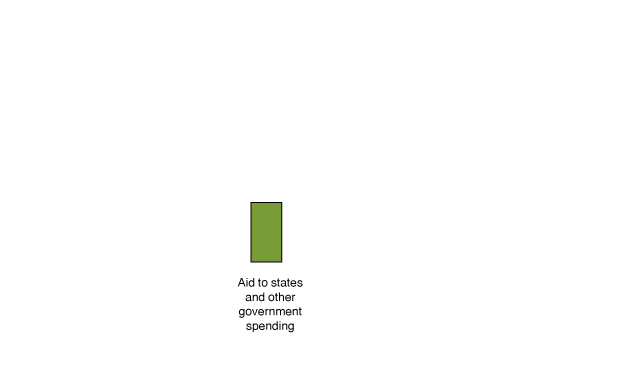 Aid to states
and other
government
spending